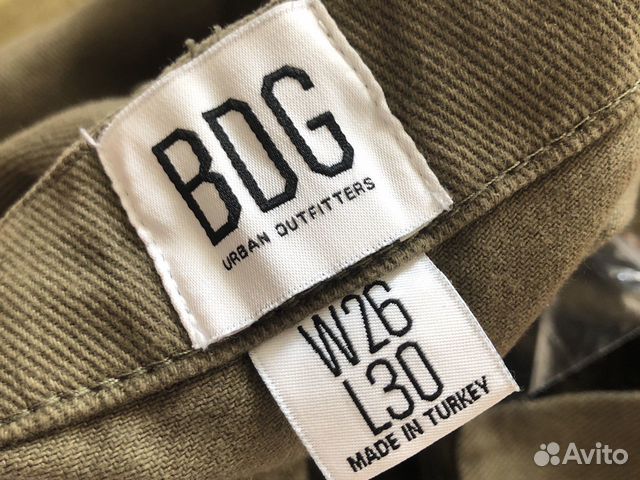 BDG
URBAN OUTFITTERS
W26
L30
MADE IN TURKEY
Avito